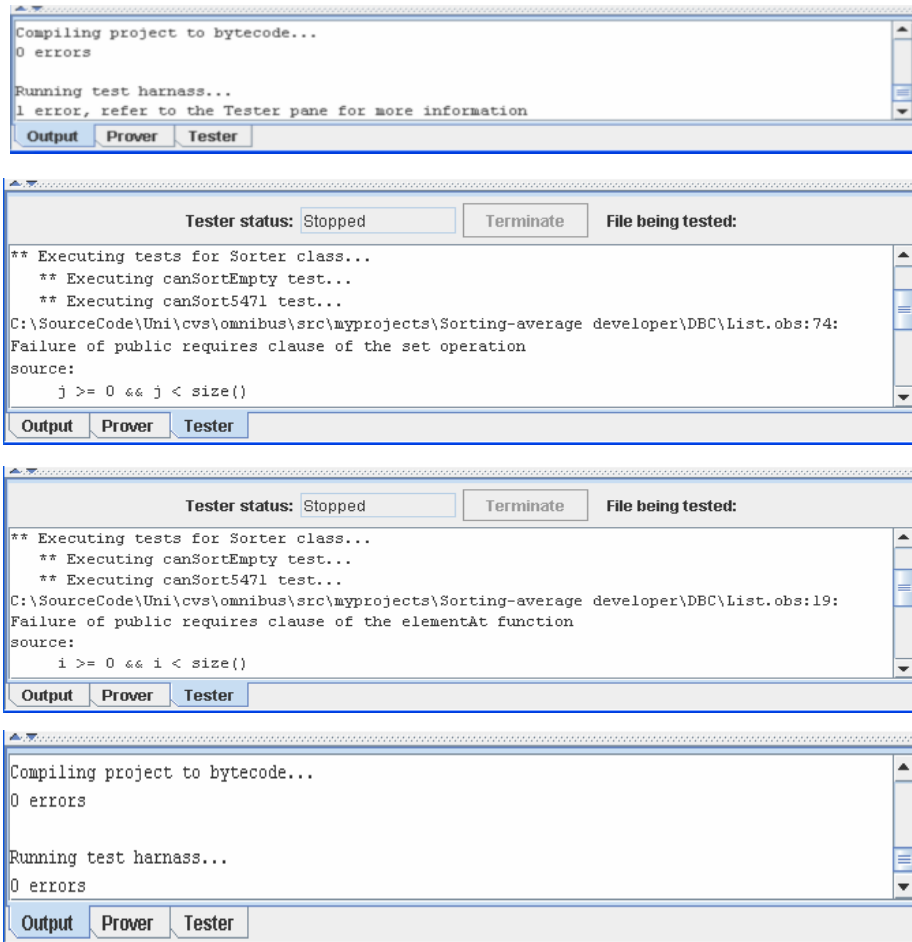 Compiling project to bytecode...
0 errors
Running test harnass...
1 error, refer to the Tester pane for more information
Output Prover Tester
Tester status: Stopped Terminate File being tested:
** Executing tests for Sorter class...
** Executing canSortEmpty test...
** Executing canSort5471 test...
C:\SourceCode\Uni\cvs\omnibus\src\myprojects\Sorting-average developer\DBC\List.obs:74:
Failure of public requires clause of the set operation
source:
j >= 0 && j < size()
Output Prover Tester
Tester status: Stopped Terminate File being tested:
** Executing tests for Sorter class...
** Executing canSortEmpty test...
** Executing canSort5471 test...
C:\SourceCode\Uni\cvs\omnibus\src\myprojects\Sorting-average developer\DBC\List.obs:19:
Failure of public requires clause of the elementAt function
source:
i >= 0 && i < size()
Output Prover Tester
Compiling project to bytecode...
0 errors
Running test harnass...
0 errors
Output Prover Tester